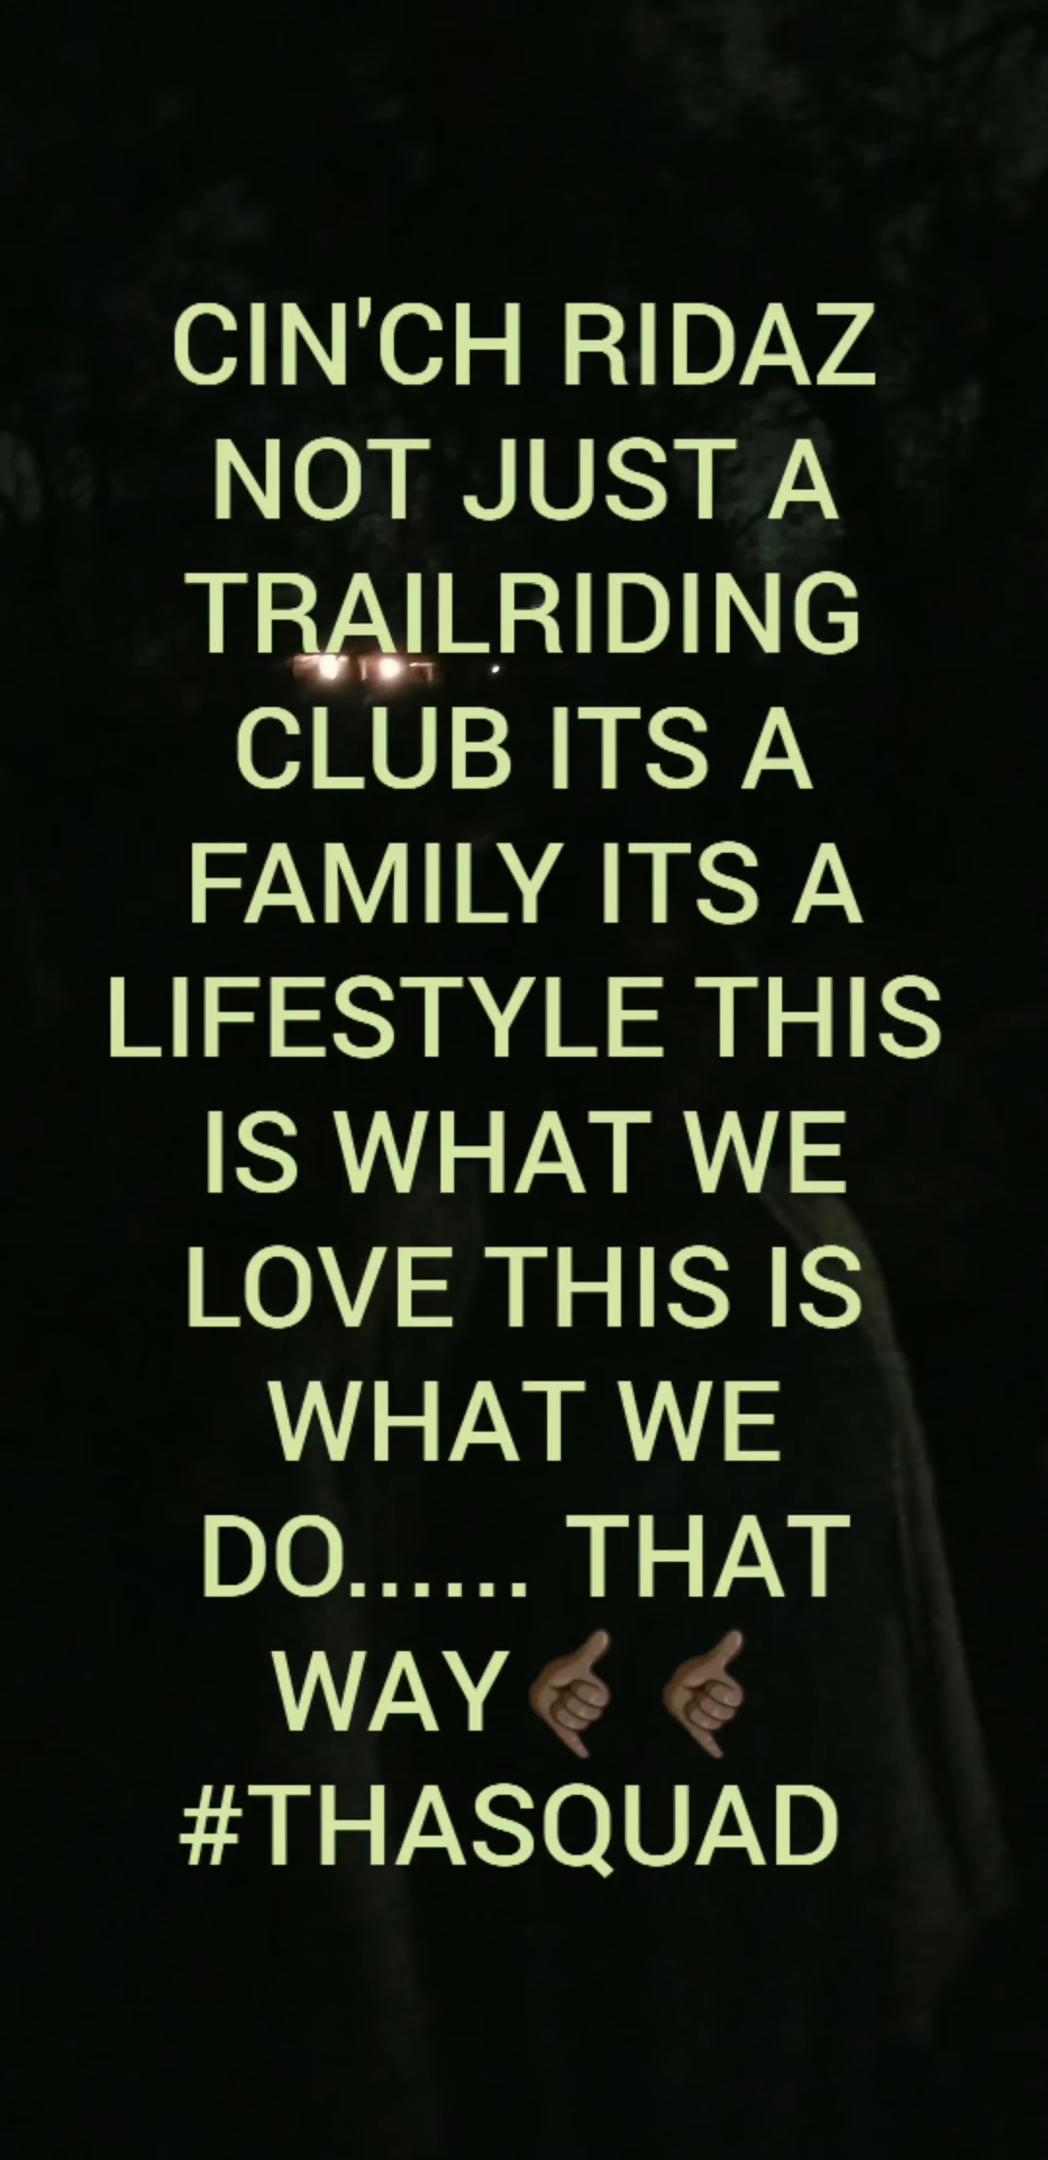 CIN'CH RIDAZ
NOT JUST A
TRAILRIDING
CLUB ITS A
FAMILY ITS A
LIFESTYLE THIS
IS WHAT WE
LOVE THIS IS
WHAT WE
DO...... THAT
WAY🤙🏾 🤙🏾
#THASQUAD